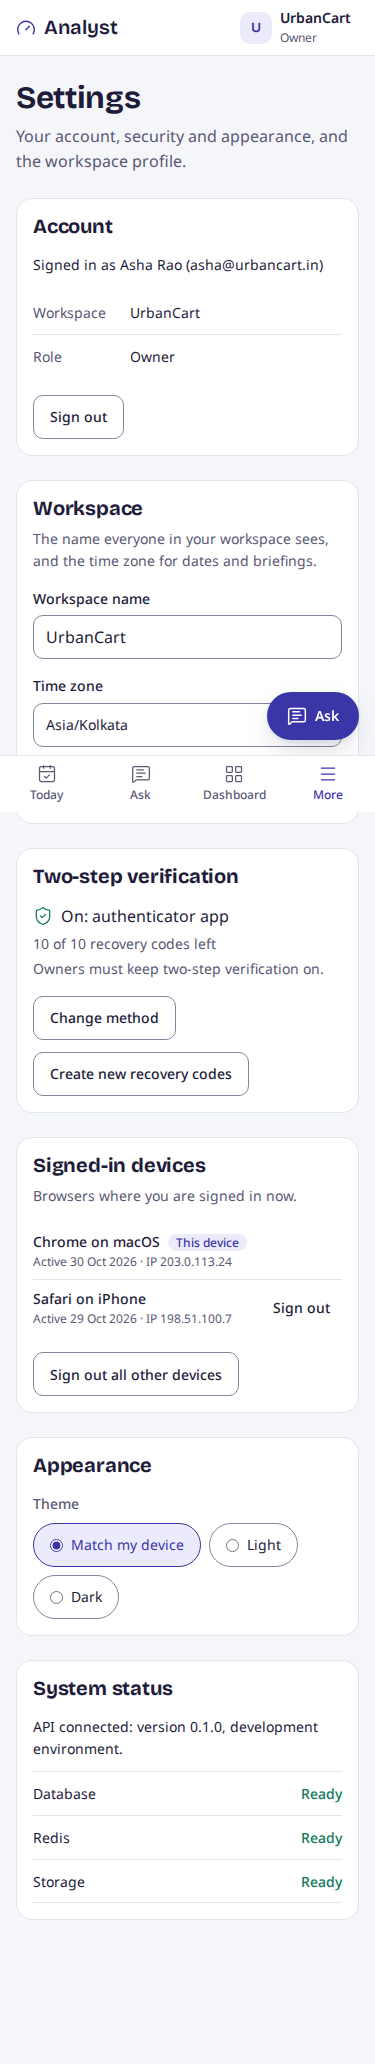 Analyst
U
UrbanCart
Owner
Settings
Your account, security and appearance, and
the workspace profile.
Account
Signed in as Asha Rao (asha@urbancart.in)
Workspace UrbanCart
Role Owner
Sign out
Workspace
The name everyone in your workspace sees,
and the time zone for dates and briefings.
Workspace name
UrbanCart
Time zone
Asia/Kolkata
Ask
Today Ask Dashboard More
Two-step verification
On: authenticator app
10 of 10 recovery codes left
Owners must keep two-step verification on.
Change method
Create new recovery codes
Signed-in devices
Browsers where you are signed in now.
Chrome on macOS This device
Active 30 Oct 2026 · IP 203.0.113.24
Safari on iPhone
Active 29 Oct 2026 · IP 198.51.100.7
Sign out
Sign out all other devices
Appearance
Theme
Match my device Light
Dark
System status
API connected: version 0.1.0, development
environment.
Database Ready
Redis Ready
Storage Ready